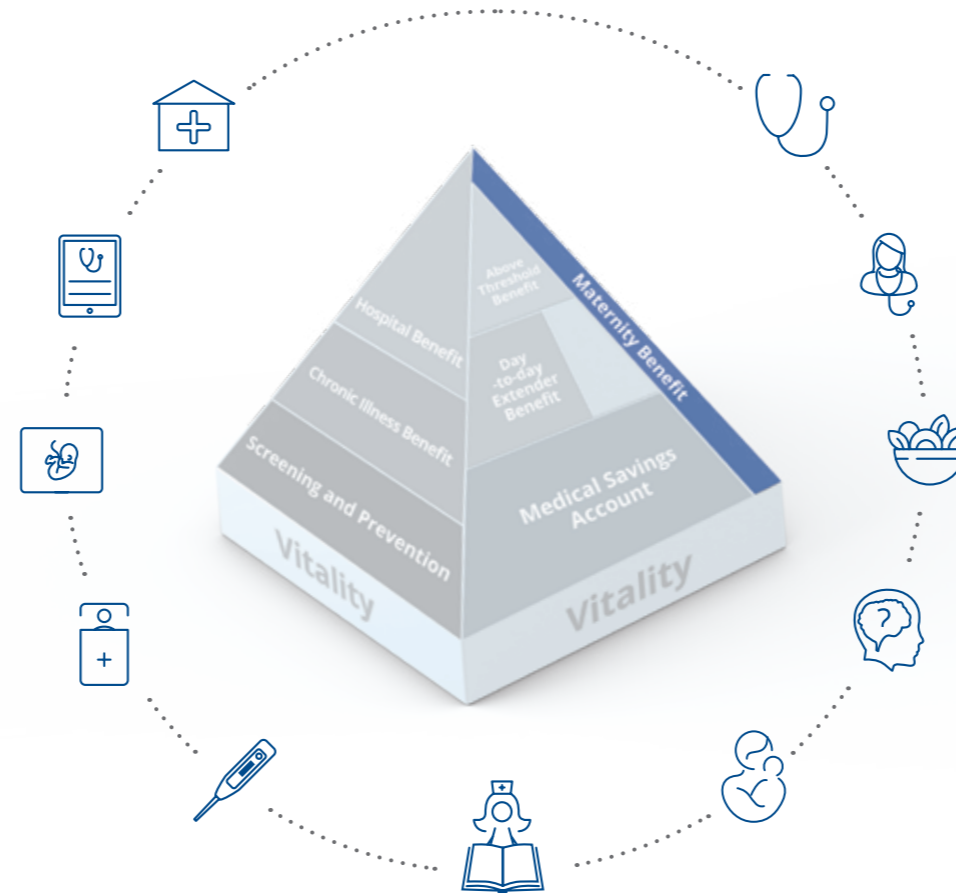 Hospital Benefit
Chronic Illness Benefit
Screening and Prevention
Vitality
Above
Threshold
Benefit
Day
-to-day
Extender
Benefit
Medical Savings
Account
Maternity Benefit
Vitality
?